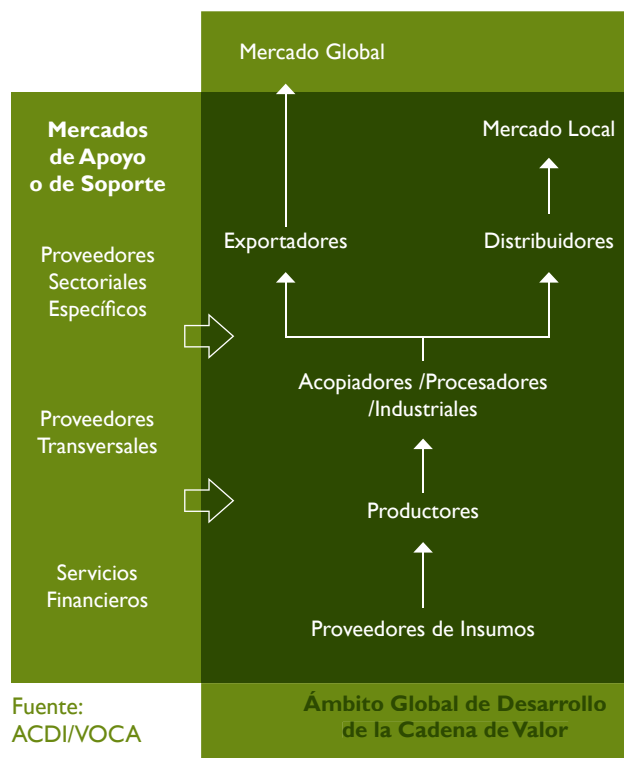 Mercado Global
Mercados
de Apoyo
o de Soporte
Mercado Local
Proveedores
Sectoriales
Específicos
Exportadores
Distribuidores
Acopiadores /Procesadores
/Industriales
Proveedores
Transversales
Productores
Servicios
Financieros
Proveedores de Insumos
Fuente:
ACDI/VOCA
Ámbito Global de Desarrollo
de la Cadena de Valor